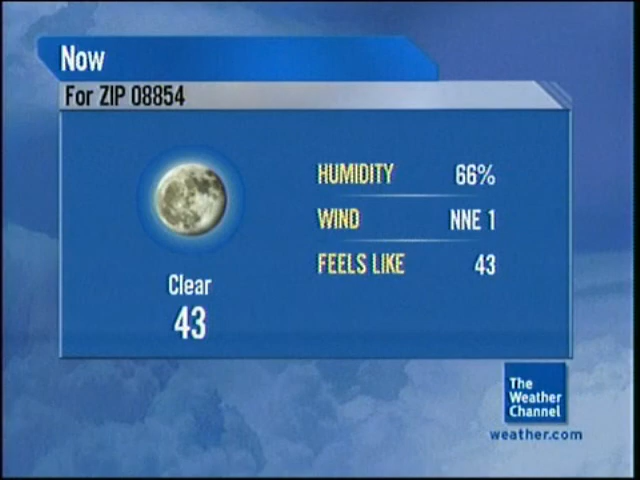 Now
For ZIP 08854
HUMIDITY 66%
WIND NNE 1
FEELS LIKE 43
Clear
43
The
Weather
Channel
weather.com